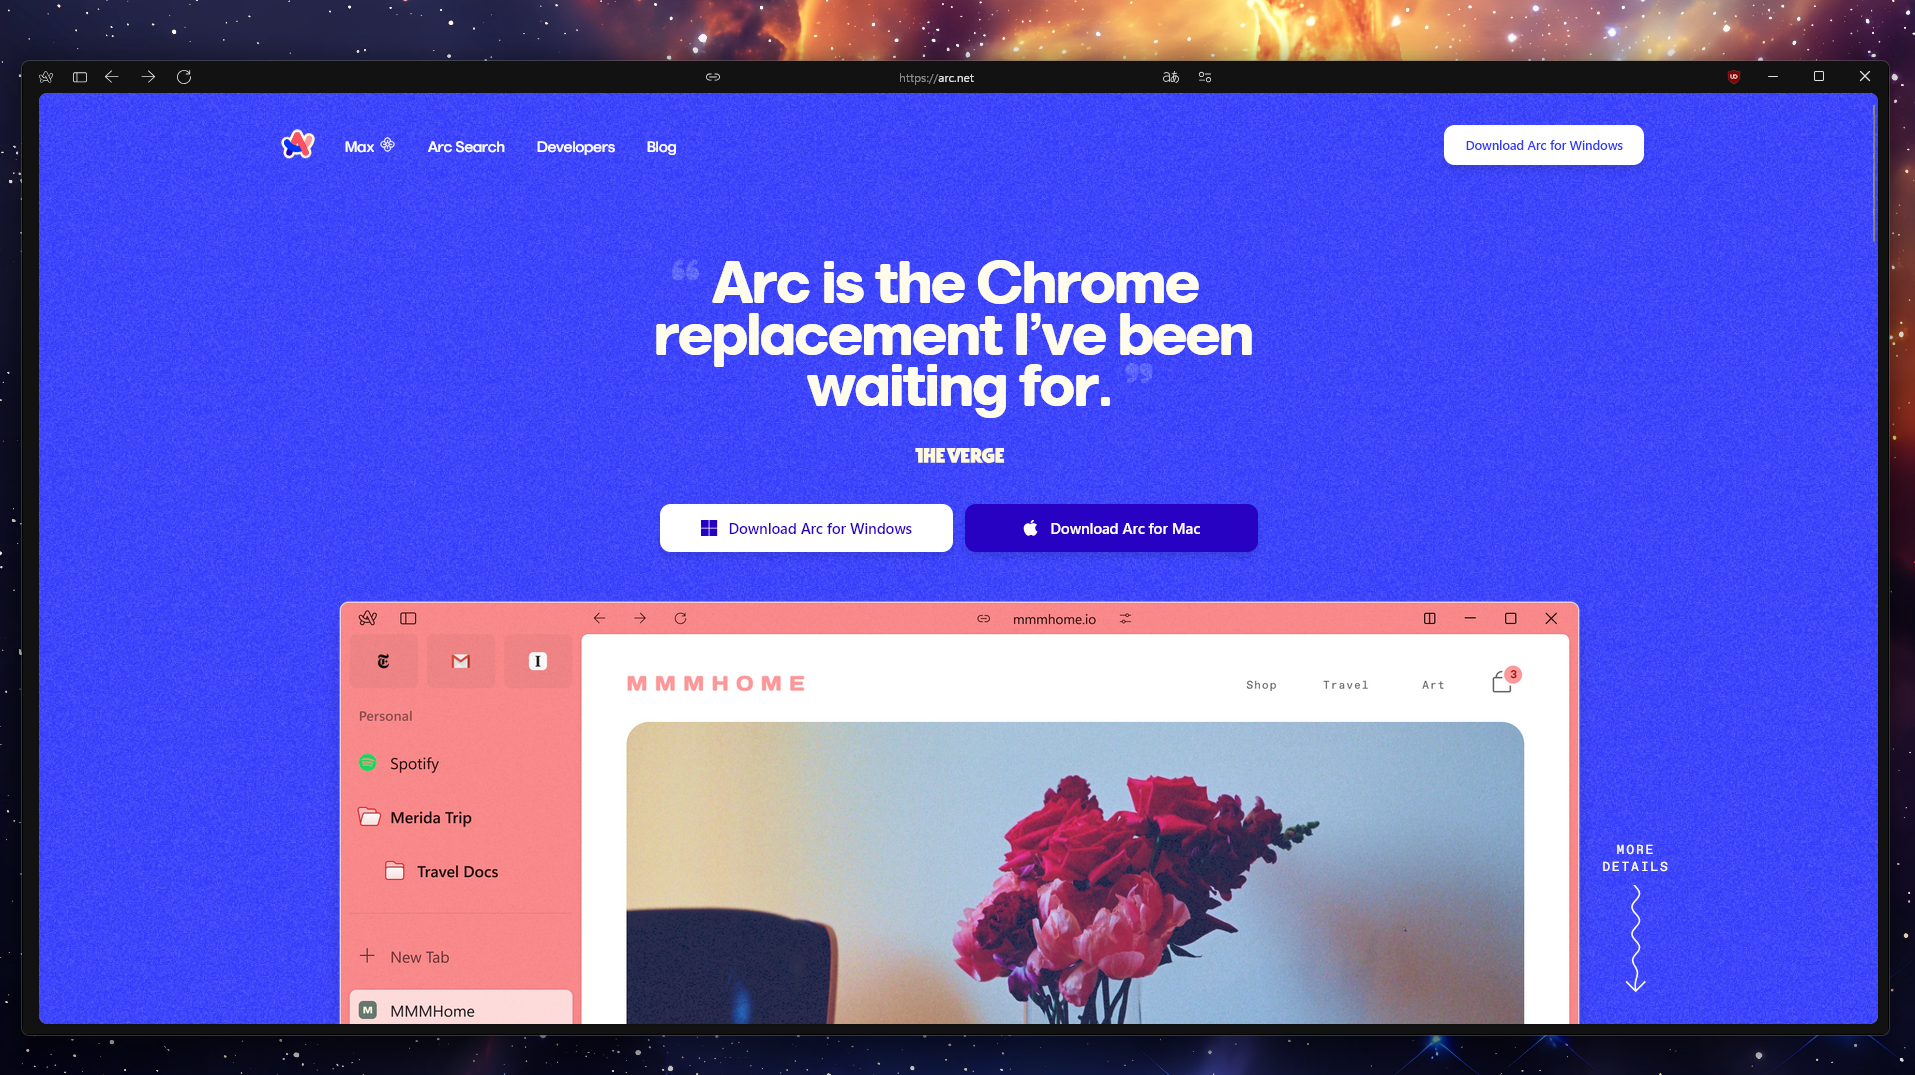 https://arc.net
Max
Arc Search
Developers
Blog
Download Arc for Windows
“Arc is the Chrome
replacement I’ve been
waiting for.”
THE VERGE
Download Arc for Windows
Download Arc for Mac
mmmhome.io
Personal
Spotify
Merida Trip
Travel Docs
New Tab
M
MMMHome
MMMHOME
Shop
Travel
Art
3
MORE
DETAILS